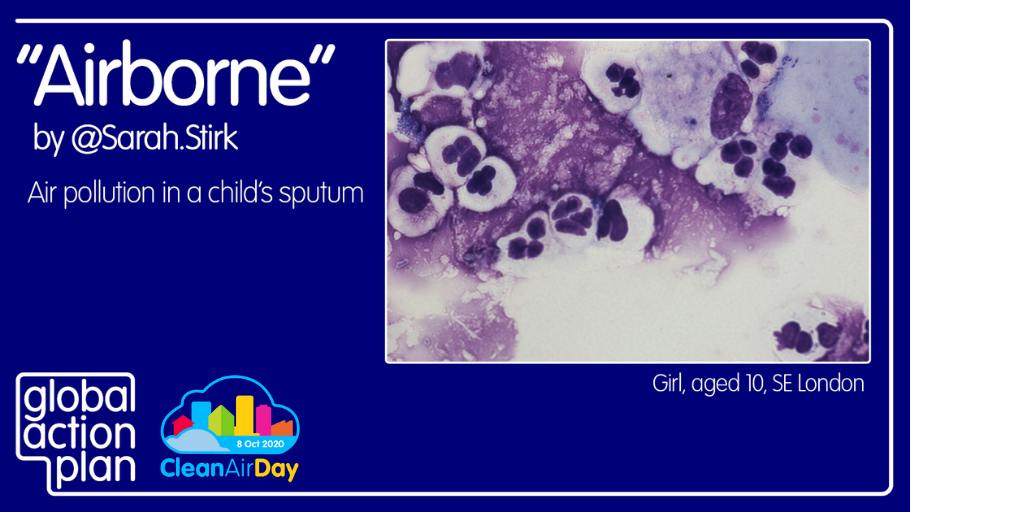 “Airborne“
by @Sarah.Stirk
Air pollution in a child's sputum
Girl, aged 10, SE London
global
action
plan
8 Oct 2020
CleanAirDay